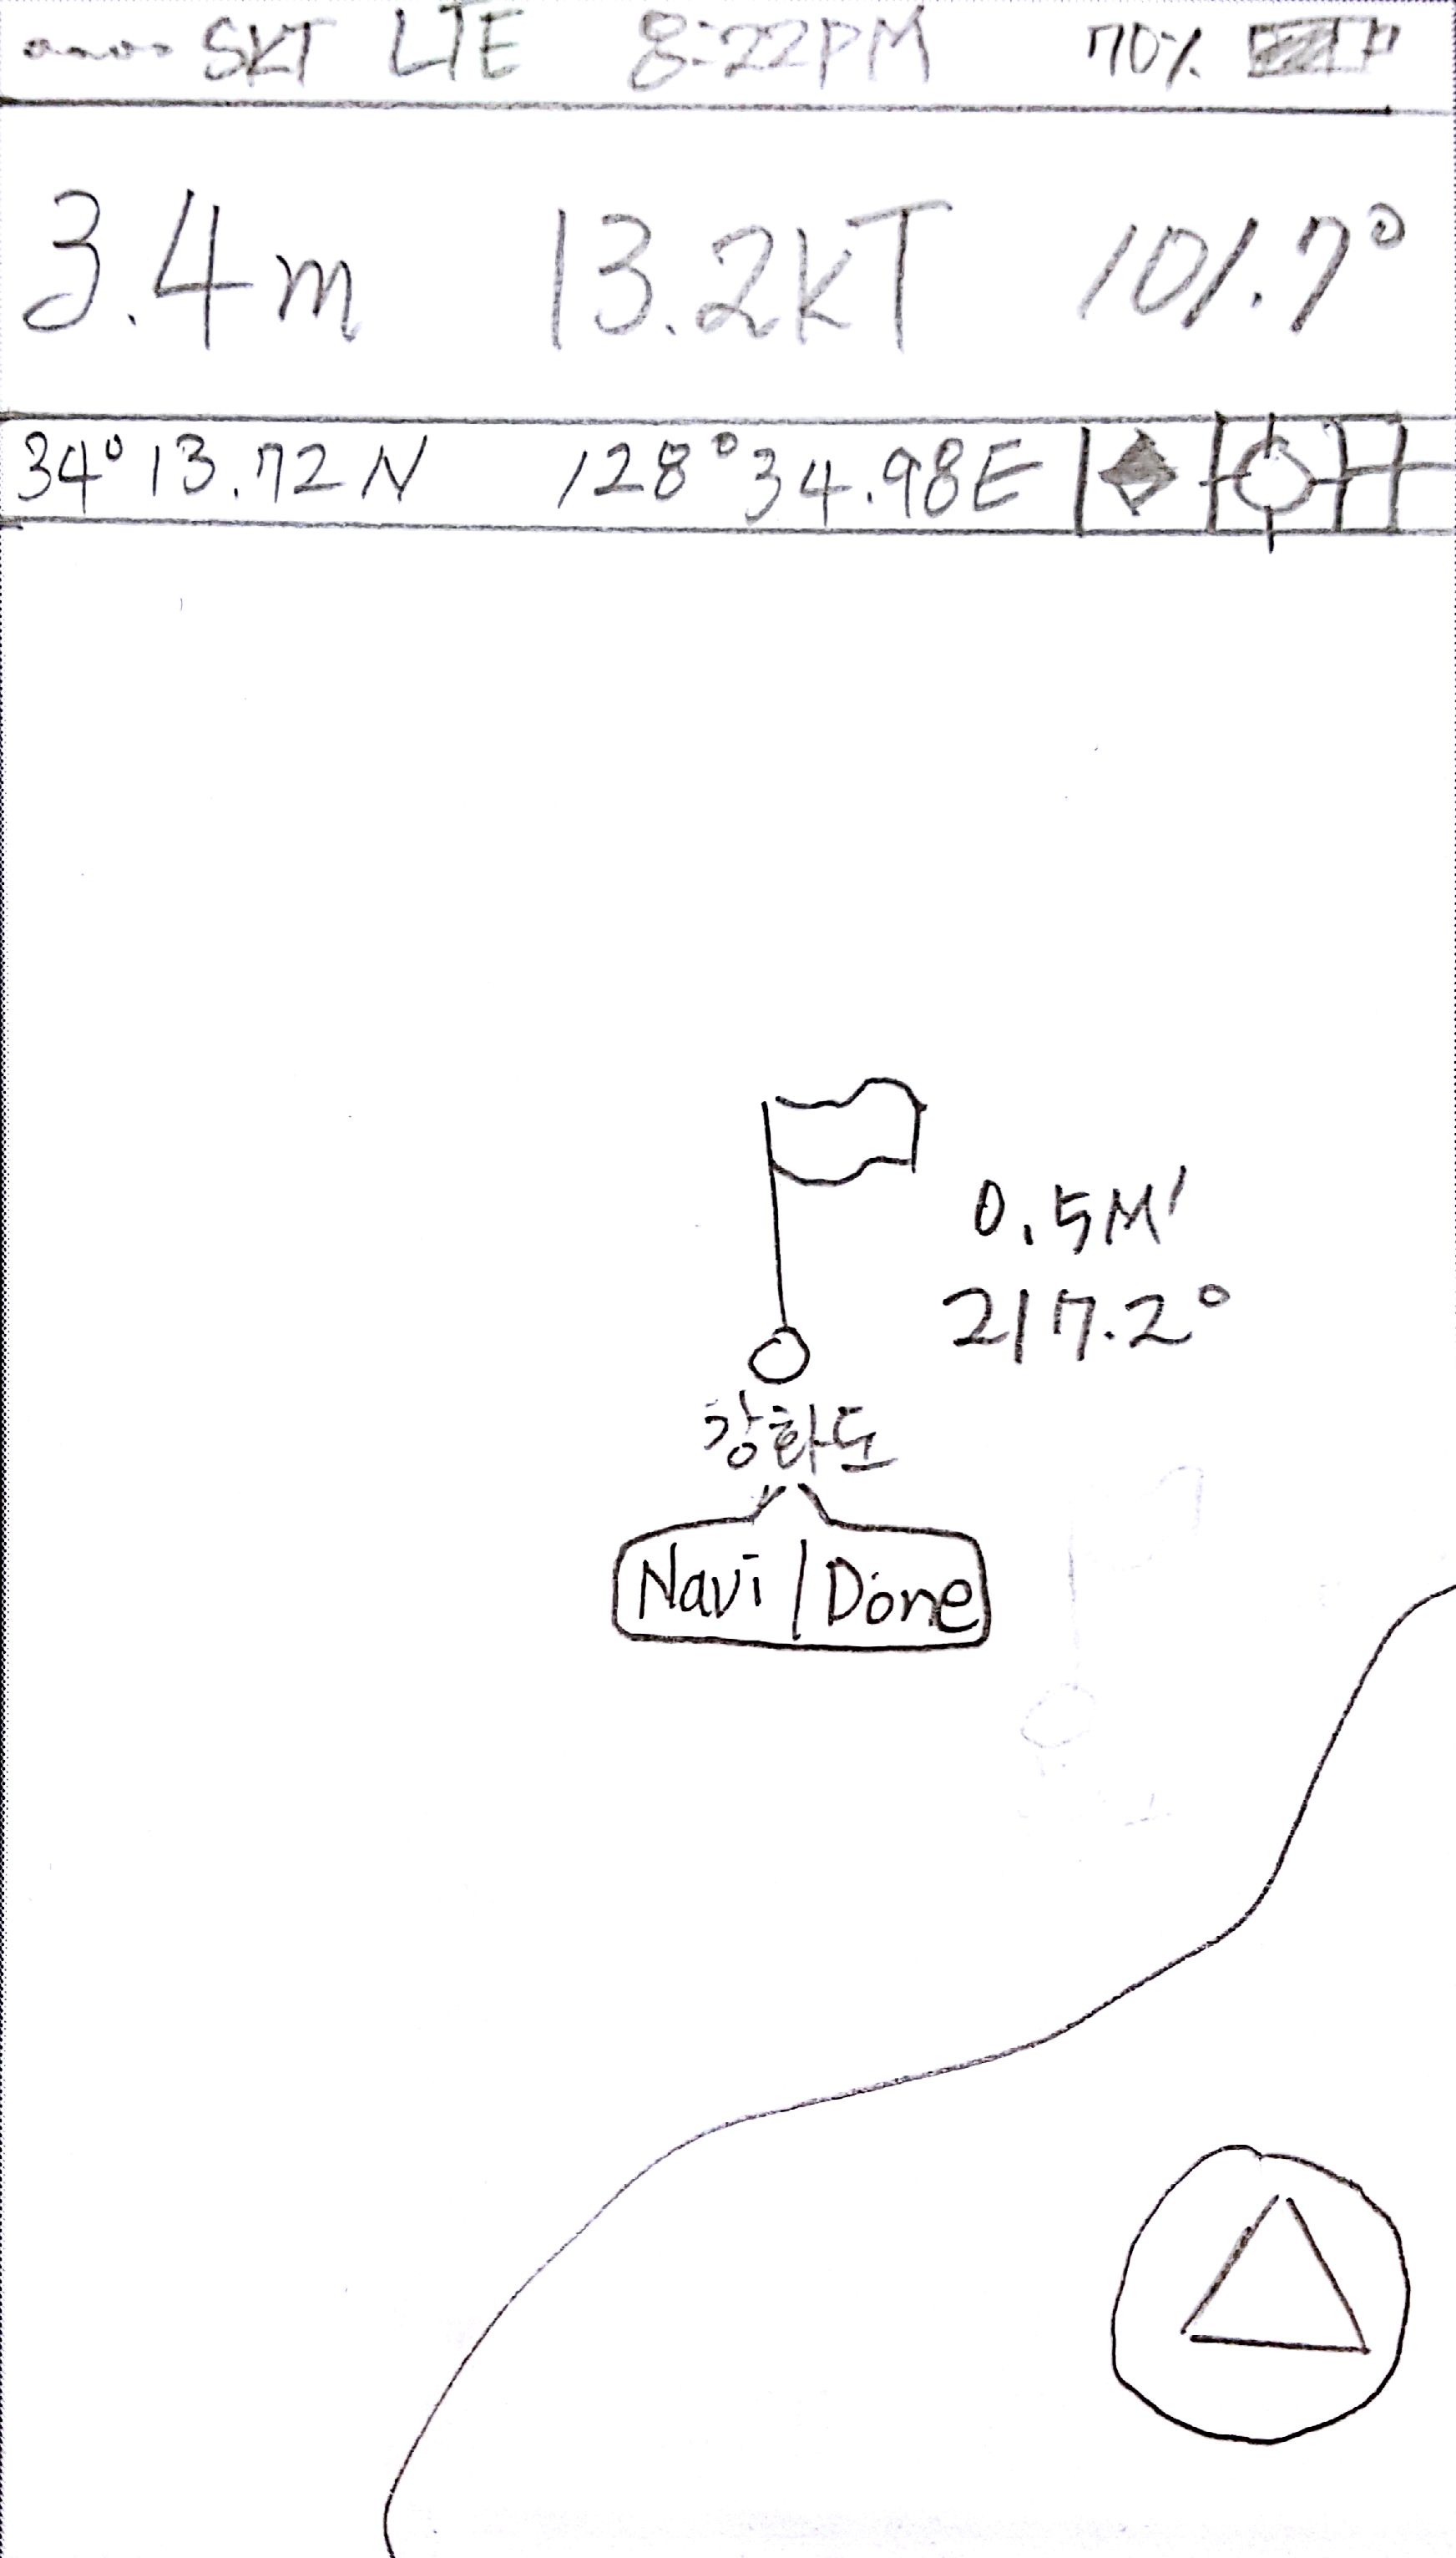 SKT LTE 8:22PM 70%
3.4m 13.2kT 101.7°
34°13.72N 128°34.98E
0.5M'
217.2°
강화도
Navi | Done